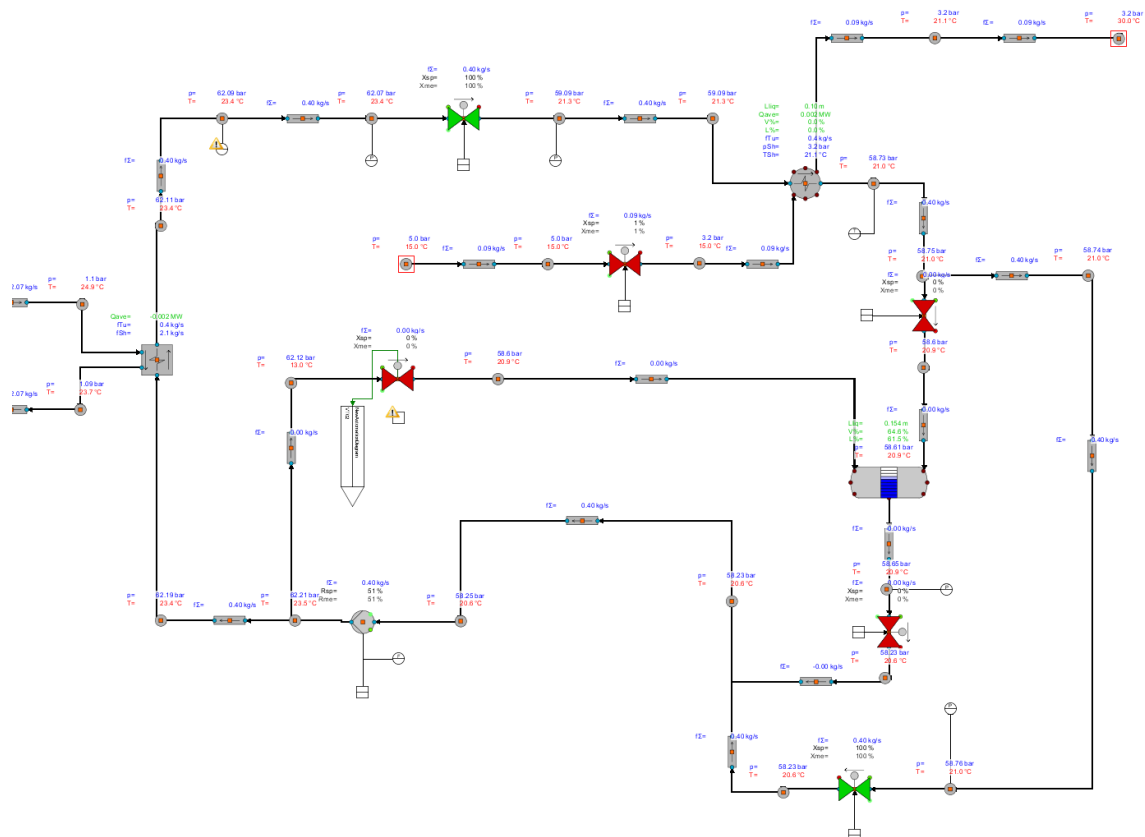 p= 3.2 bar
T= 21.1 °C
p= 3.2 bar
T= 30.0 °C
fΣ= 0.09 kg/s
fΣ= 0.09 kg/s
fΣ= 0.40 kg/s
Xsp= 100 %
Xme= 100 %
p= 62.09 bar
T= 23.4 °C
fΣ= 0.40 kg/s
p= 62.07 bar
T= 23.4 °C
p= 59.09 bar
T= 21.3 °C
fΣ= 0.40 kg/s
p= 59.09 bar
T= 21.3 °C
Lliq= 0.10 m
Qave= 0.002 MW
V%= 0.0 %
L%= 0.0 %
fTu= 0.4 kg/s
pSh= 3.2 bar
TSh= 21.1 °C
p= 58.73 bar
T= 21.0 °C
fΣ= 0.40 kg/s
p= 62.11 bar
T= 23.4 °C
fΣ= 0.40 kg/s
fΣ= 0.09 kg/s
Xsp= 1 %
Xme= 1 %
p= 5.0 bar
T= 15.0 °C
fΣ= 0.09 kg/s
p= 5.0 bar
T= 15.0 °C
p= 3.2 bar
T= 15.0 °C
fΣ= 0.09 kg/s
p= 58.75 bar
T= 21.0 °C
fΣ= 0.40 kg/s
p= 58.74 bar
T= 21.0 °C
fΣ= 0.00 kg/s
Xsp= 0 %
Xme= 0 %
2.07 kg/s
p= 1.1 bar
T= 24.9 °C
Qave= -0.002 MW
fTu= 0.4 kg/s
fSh= 2.1 kg/s
fΣ= 0.00 kg/s
Xsp= 0 %
Xme= 0 %
p= 58.6 bar
T= 20.9 °C
p= 62.12 bar
T= 13.0 °C
p= 58.6 bar
T= 20.9 °C
fΣ= 0.00 kg/s
2.07 kg/s
p= 1.09 bar
T= 23.7 °C
fΣ= -0.00 kg/s
fΣ= 0.00 kg/s
Lliq= 0.154 m
V%= 64.6 %
L%= 61.5 %
p= 58.61 bar
T= 20.9 °C
fΣ= 0.40 kg/s
fΣ= 0.40 kg/s
fΣ= 0.00 kg/s
p= 58.65 bar
T= 20.9 °C
fΣ= 0.00 kg/s
Xsp= 0 %
Xme= 0 %
p= 58.23 bar
T= 20.6 °C
p= 62.19 bar
T= 23.4 °C
fΣ= 0.40 kg/s
p= 62.21 bar
T= 23.5 °C
fΣ= 0.40 kg/s
Rsp= 51 %
Rme= 51 %
p= 58.25 bar
T= 20.6 °C
p= 58.23 bar
T= 20.6 °C
fΣ= -0.00 kg/s
fΣ= 0.40 kg/s
fΣ= 0.40 kg/s
Xsp= 100 %
Xme= 100 %
p= 58.23 bar
T= 20.6 °C
p= 58.76 bar
T= 21.0 °C